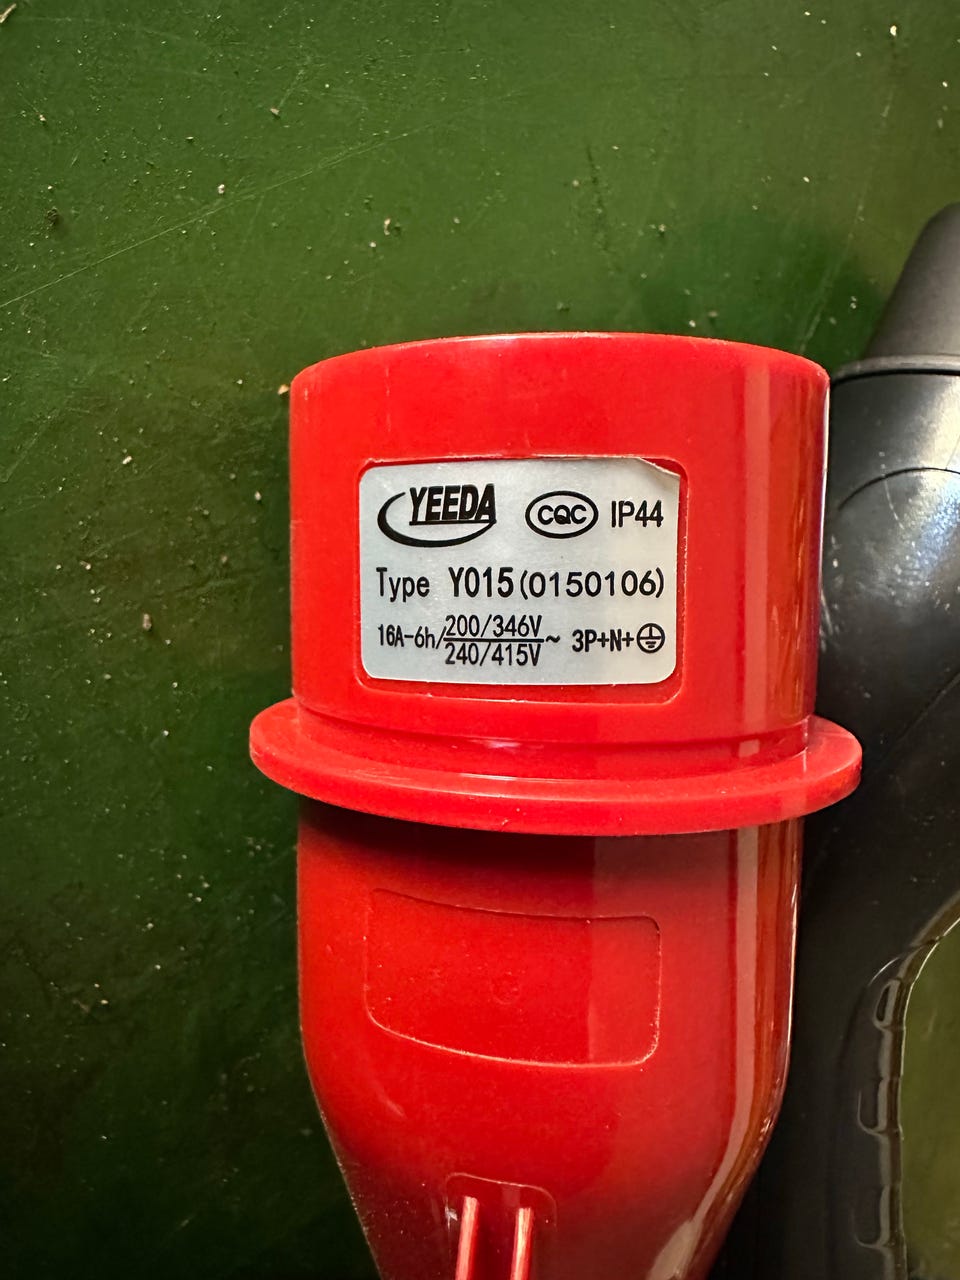 YEEDA CQC IP44
Type Y015(0150106)
16A-6h/200/346V
240/415V~ 3P+N+⏚